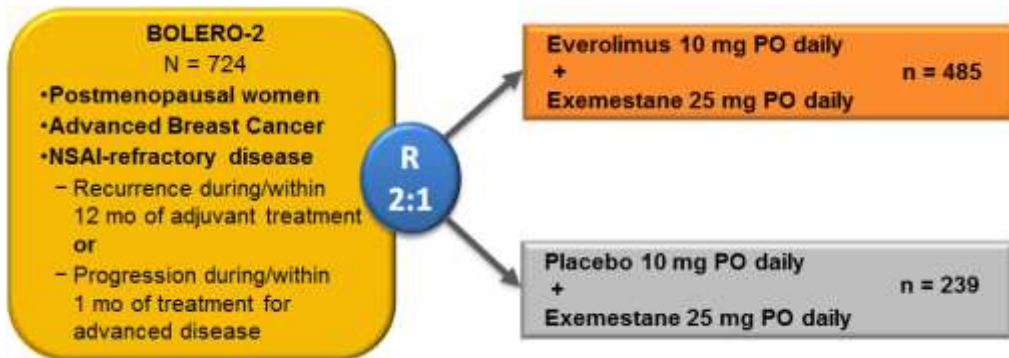 BOLERO-2
N = 724
•Postmenopausal women
•Advanced Breast Cancer
•NSAI-refractory disease
− Recurrence during/within
12 mo of adjuvant treatment
or
− Progression during/within
1 mo of treatment for
advanced disease
R
2:1
Everolimus 10 mg PO daily
+
Exemestane 25 mg PO daily
n = 485
Placebo 10 mg PO daily
+
Exemestane 25 mg PO daily
n = 239